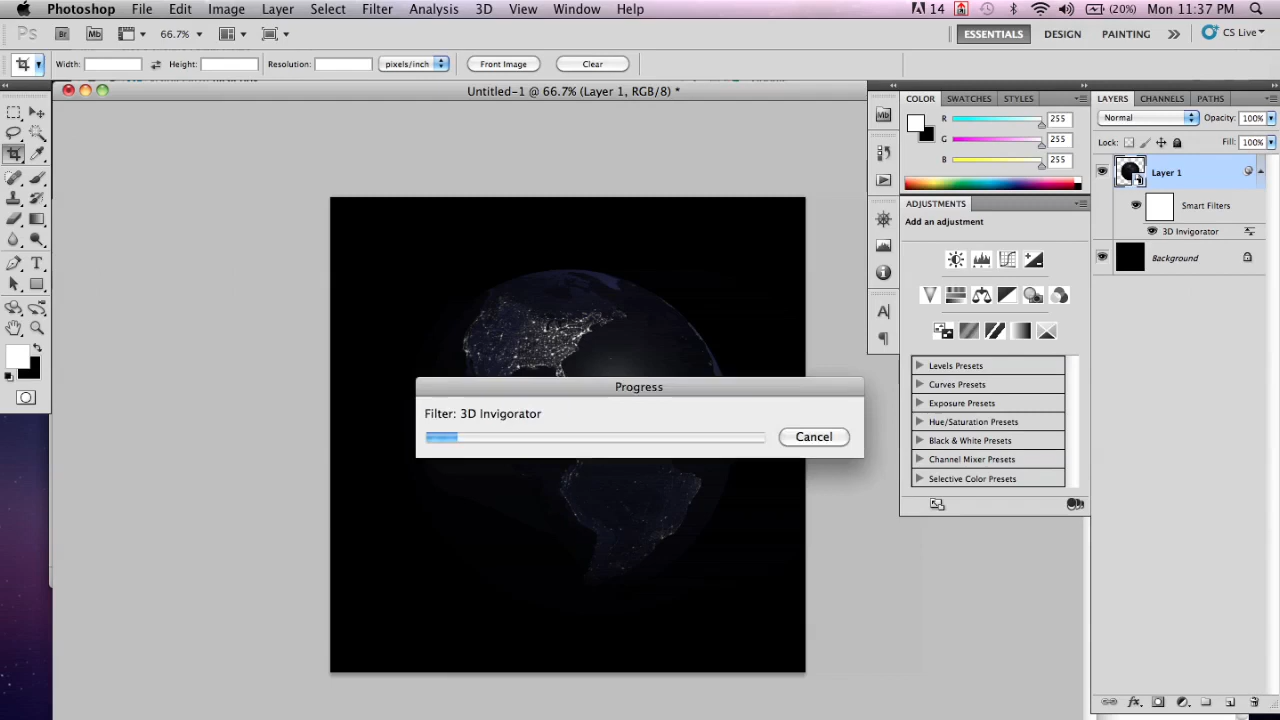 Photoshop File Edit Image Layer Select Filter Analysis 3D View Window Help 14 (20%) Mon 11:37 PM
Ps Br Mb 66.7% ESSENTIALS DESIGN PAINTING CS Live
Width: Height: Resolution: pixels/inch Front Image Clear
Untitled-1 @ 66.7% (Layer 1, RGB/8) *
Mb
COLOR SWATCHES STYLES
R 255
G 255
B 255
ADJUSTMENTS
Add an adjustment
Levels Presets
Curves Presets
Exposure Presets
Hue/Saturation Presets
Black & White Presets
Channel Mixer Presets
Selective Color Presets
LAYERS CHANNELS PATHS
Normal Opacity: 100%
Lock: Fill: 100%
Layer 1
Smart Filters
3D Invigorator
Background
Progress
Filter: 3D Invigorator
Cancel